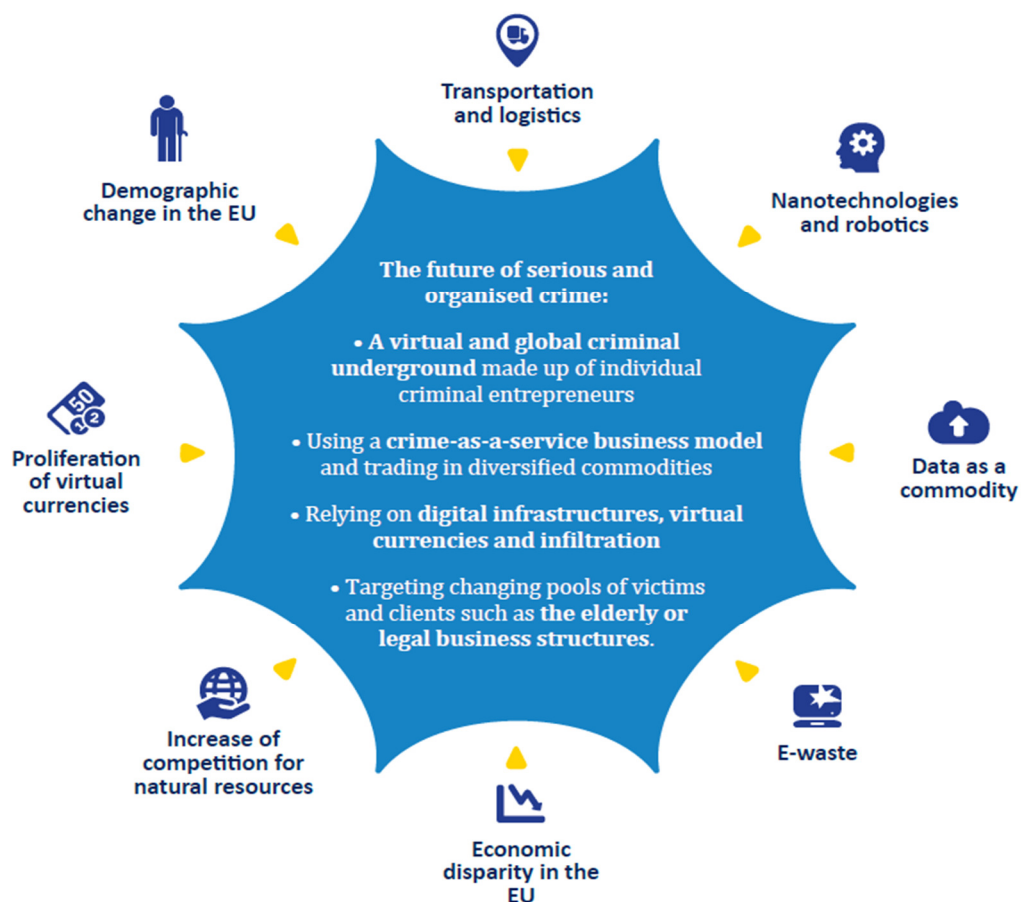 Transportation
and logistics
Demographic
change in the EU
Nanotechnologies
and robotics
The future of serious and
organised crime:
• A virtual and global criminal
underground made up of individual
criminal entrepreneurs
• Using a crime-as-a-service business model
and trading in diversified commodities
• Relying on digital infrastructures, virtual
currencies and infiltration
• Targeting changing pools of victims
and clients such as the elderly or
legal business structures.
50
1 2
Proliferation
of virtual
currencies
Data as a
commodity
Increase of
competition for
natural resources
E-waste
Economic
disparity in the
EU